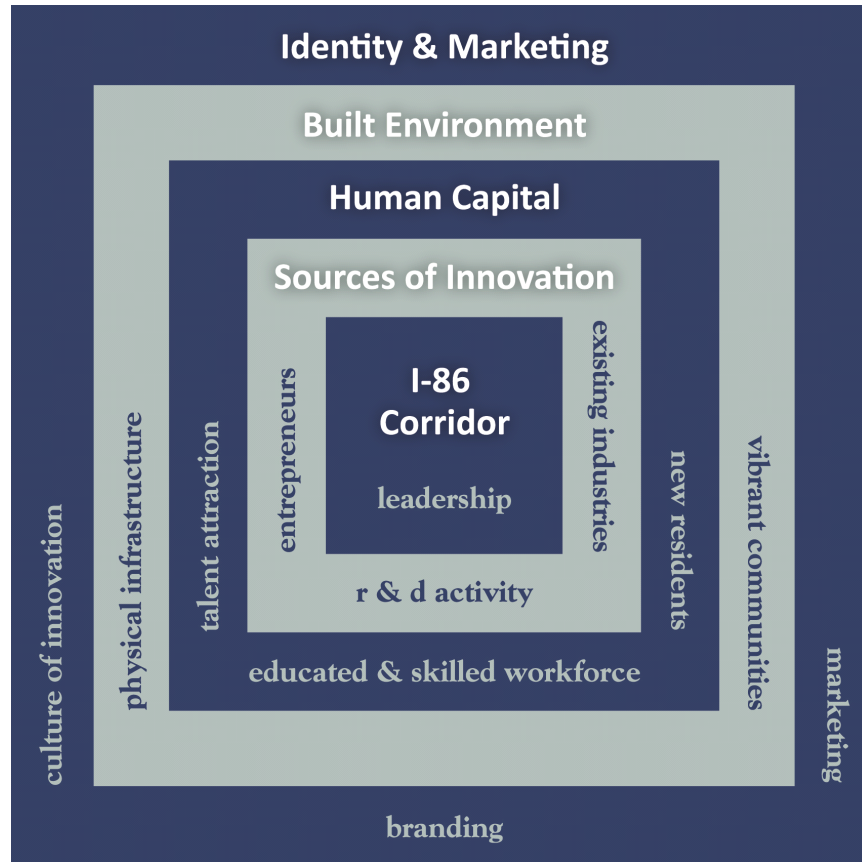 Identity & Marketing
Built Environment
Human Capital
Sources of Innovation
I-86
Corridor
leadership
entrepreneurs
existing industries
r & d activity
talent attraction
new residents
educated & skilled workforce
physical infrastructure
vibrant communities
culture of innovation
marketing
branding